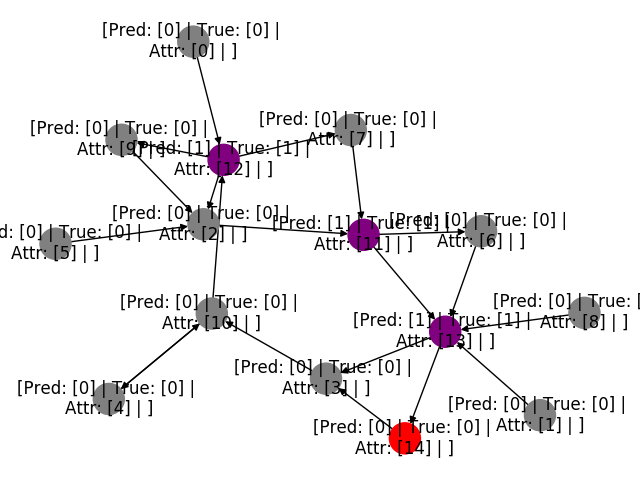 [Pred: [0] | True: [0] |
Attr: [0] | ]
[Pred: [0] | True: [0] |
Attr: [7] | ]
[Pred: [0] | True: [0] |
Attr: [9] | ]
[Pred: [1] | True: [1] |
Attr: [12] | ]
[Pred: [0] | True: [0] |
Attr: [2] | ]
[Pred: [1] | True: [1] |
Attr: [11] | ]
[Pred: [0] | True: [0] |
Attr: [6] | ]
d: [0] | True: [0] |
Attr: [5] | ]
[Pred: [0] | True: [0] |
Attr: [10] | ]
[Pred: [0] | True: [0] |
Attr: [8] | ]
[Pred: [1] | True: [1] |
Attr: [13] | ]
[Pred: [0] | True: [0] |
Attr: [3] | ]
[Pred: [0] | True: [0] |
Attr: [4] | ]
[Pred: [0] | True: [0] |
Attr: [1] | ]
[Pred: [0] | True: [0] |
Attr: [14] | ]